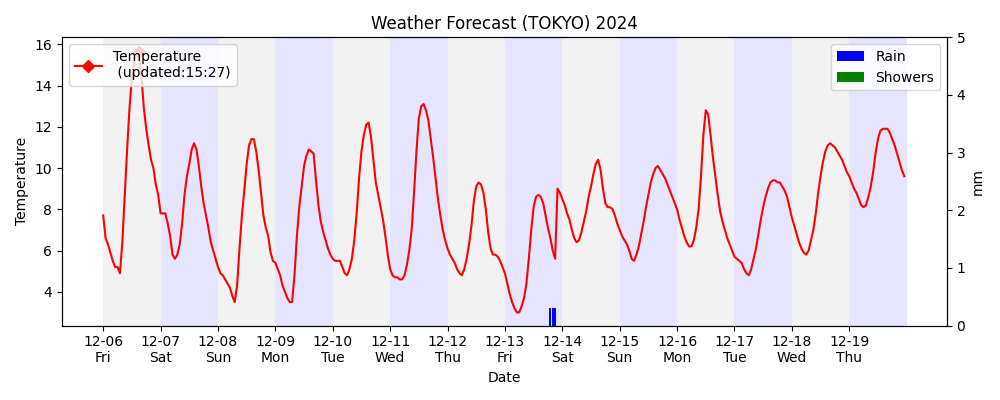 Weather Forecast (TOKYO) 2024
Temperature
(updated:15:27)
Rain
Showers
Temperature
16
14
12
10
8
6
4
5
4
3
2
1
0
mm
12-06 12-07 12-08 12-09 12-10 12-11 12-12 12-13 12-14 12-15 12-16 12-17 12-18 12-19
Fri Sat Sun Mon Tue Wed Thu Fri Sat Sun Mon Tue Wed Thu
Date